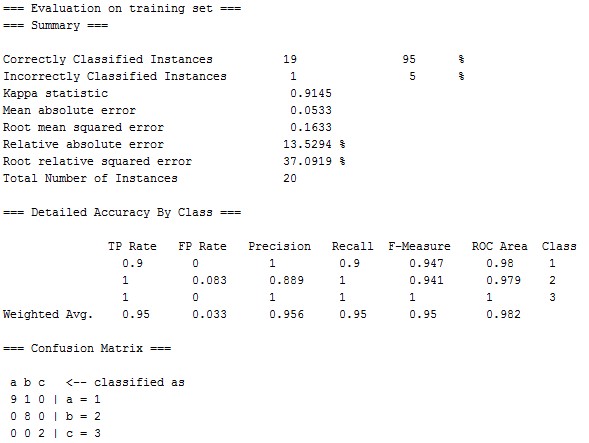 === Evaluation on training set ===
=== Summary ===
Correctly Classified Instances 19 95 %
Incorrectly Classified Instances 1 5 %
Kappa statistic 0.9145
Mean absolute error 0.0533
Root mean squared error 0.1633
Relative absolute error 13.5294 %
Root relative squared error 37.0919 %
Total Number of Instances 20
=== Detailed Accuracy By Class ===
TP Rate FP Rate Precision Recall F-Measure ROC Area Class
0.9 0 1 0.9 0.947 0.98 1
1 0.083 0.889 1 0.941 0.979 2
1 0 1 1 1 1 3
Weighted Avg. 0.95 0.033 0.956 0.95 0.95 0.982
=== Confusion Matrix ===
a b c <-- classified as
9 1 0 | a = 1
0 8 0 | b = 2
0 0 2 | c = 3